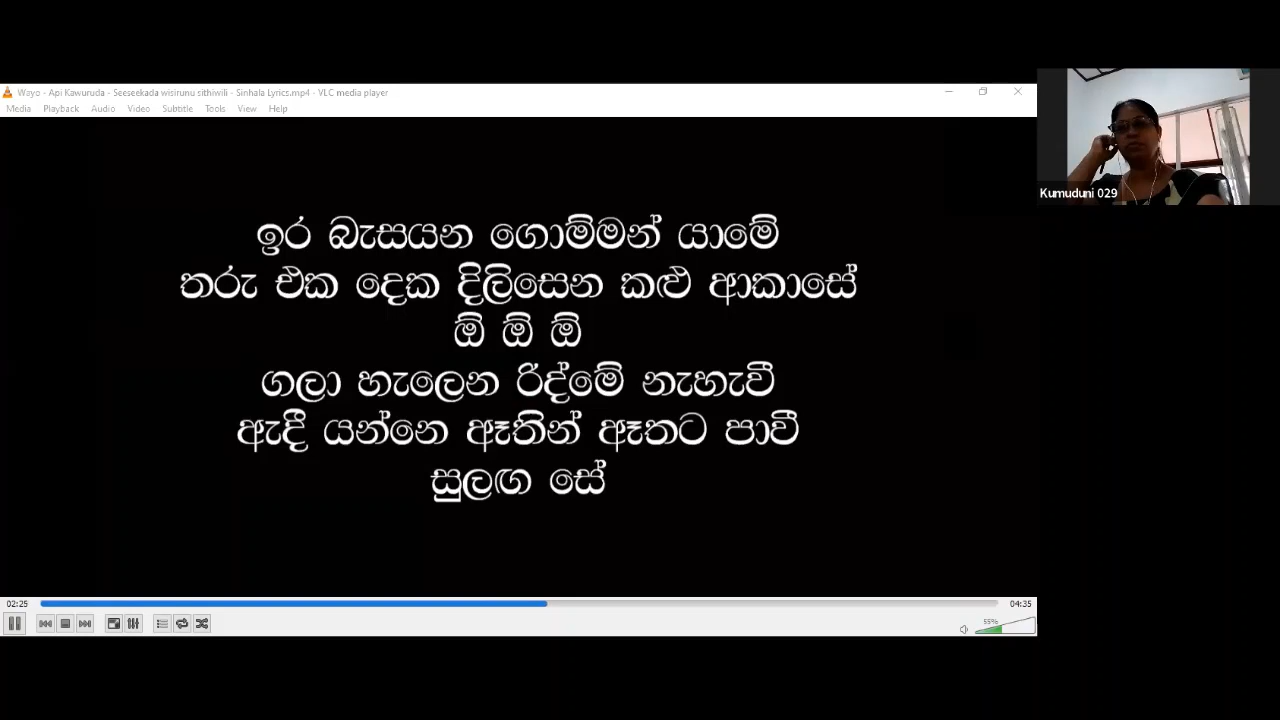 Wayo - Api Kawuruda - Seeseekada wisirunu sithiwili - Sinhala Lyrics.mp4 - VLC media player
Media Playback Audio Video Subtitle Tools View Help
ඉර බැසයන ගොම්මන් යාමේ
තරු එක දෙක දිලිසෙන කළු ආකාසේ
ඕ ඕ ඕ
ගලා හැලෙන රිද්මේ නැහැවී
ඇදී යන්නෙ ඈතින් ඈතට පාවී
සුලඟ සේ
02:25 04:35
55%
Kumuduni 029